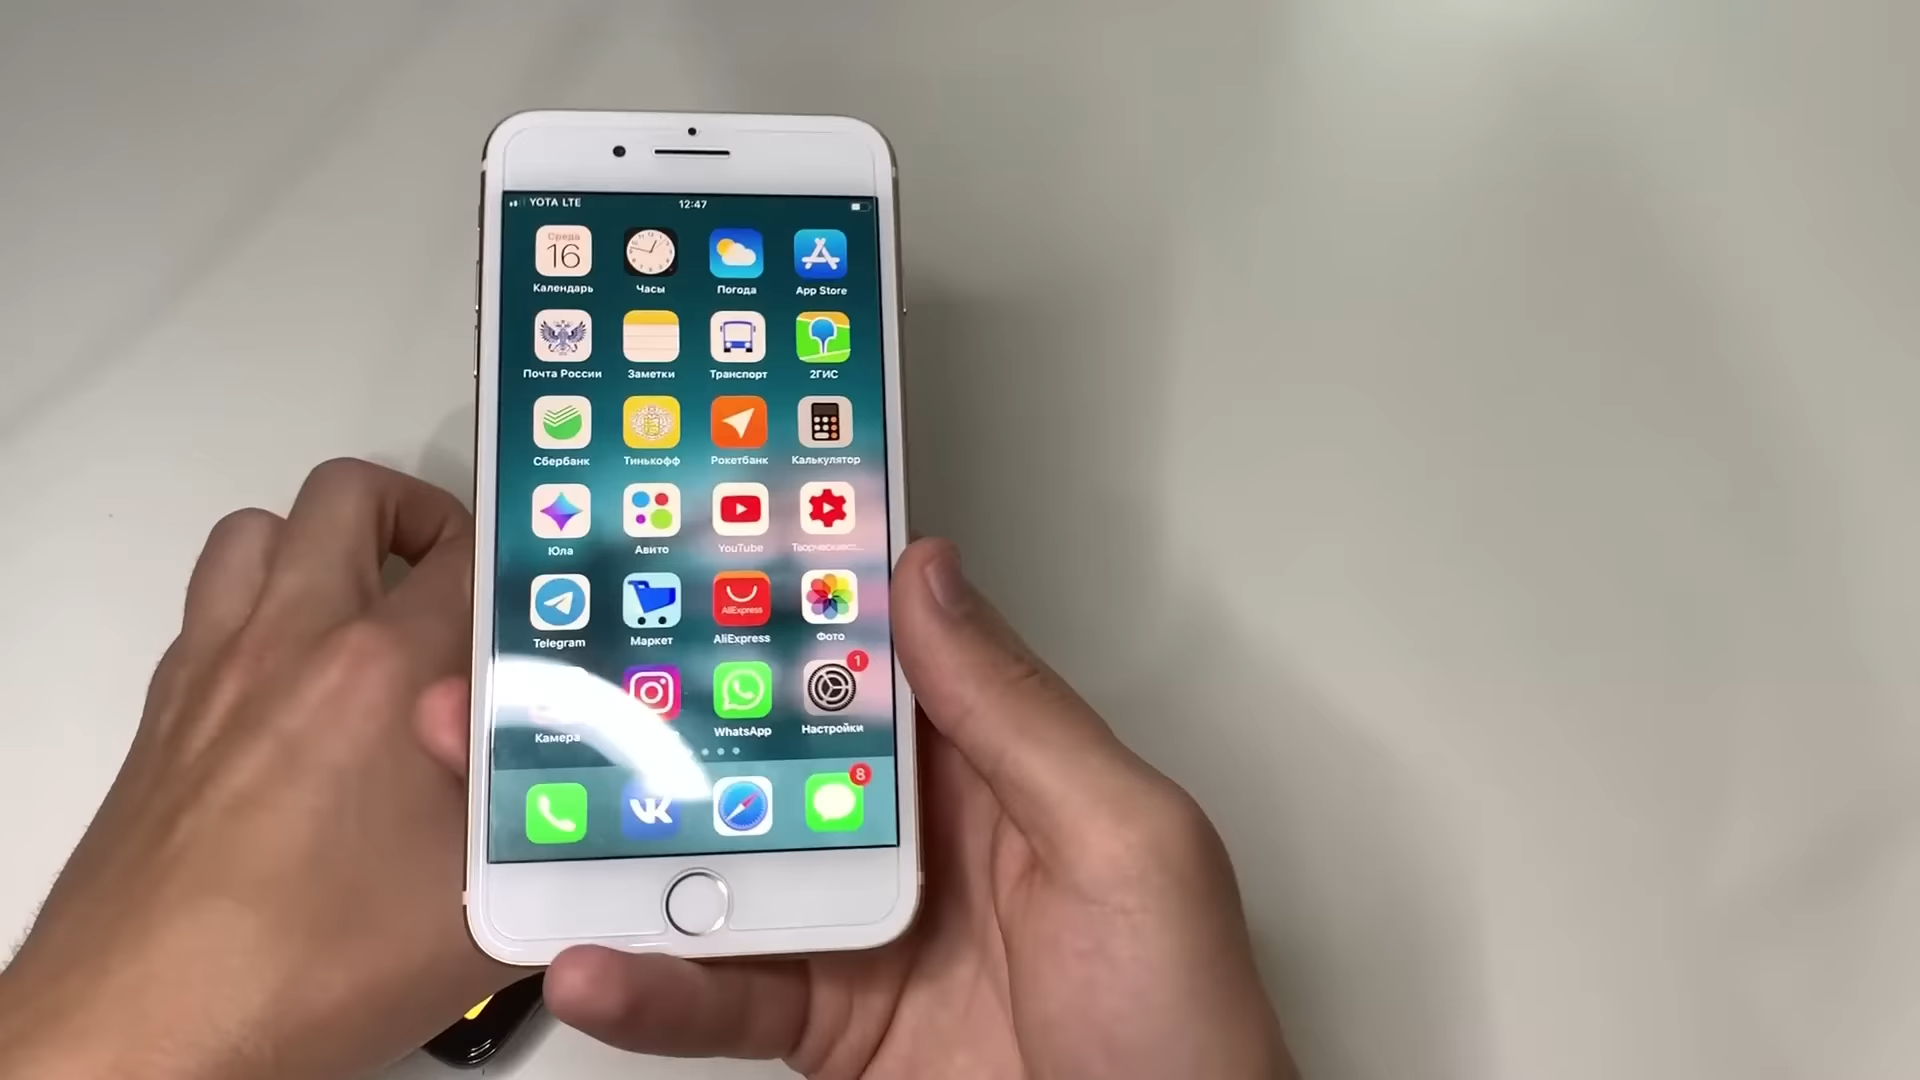 YOTA LTE 12:47
Среда
16
Календарь Часы Погода App Store
Почта России Заметки Транспорт 2ГИС
Сбербанк Тинькофф Рокетбанк Калькулятор
Юла Авито YouTube
AliExpress
Telegram Маркет AliExpress Фото
1
Камера WhatsApp Настройки
8